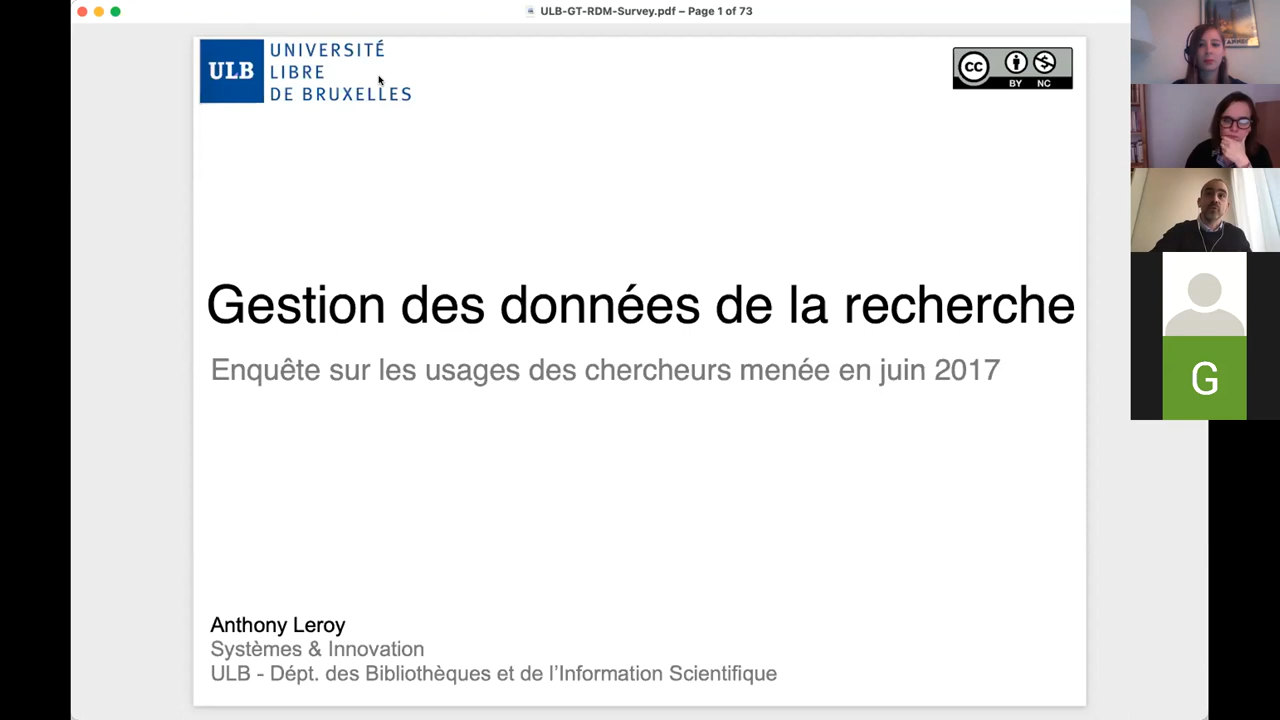 ULB-GT-RDM-Survey.pdf – Page 1 of 73
ULB
UNIVERSITÉ
LIBRE
DE BRUXELLES
CC
BY NC
Gestion des données de la recherche
Enquête sur les usages des chercheurs menée en juin 2017
G
Anthony Leroy
Systèmes & Innovation
ULB - Dépt. des Bibliothèques et de l’Information Scientifique